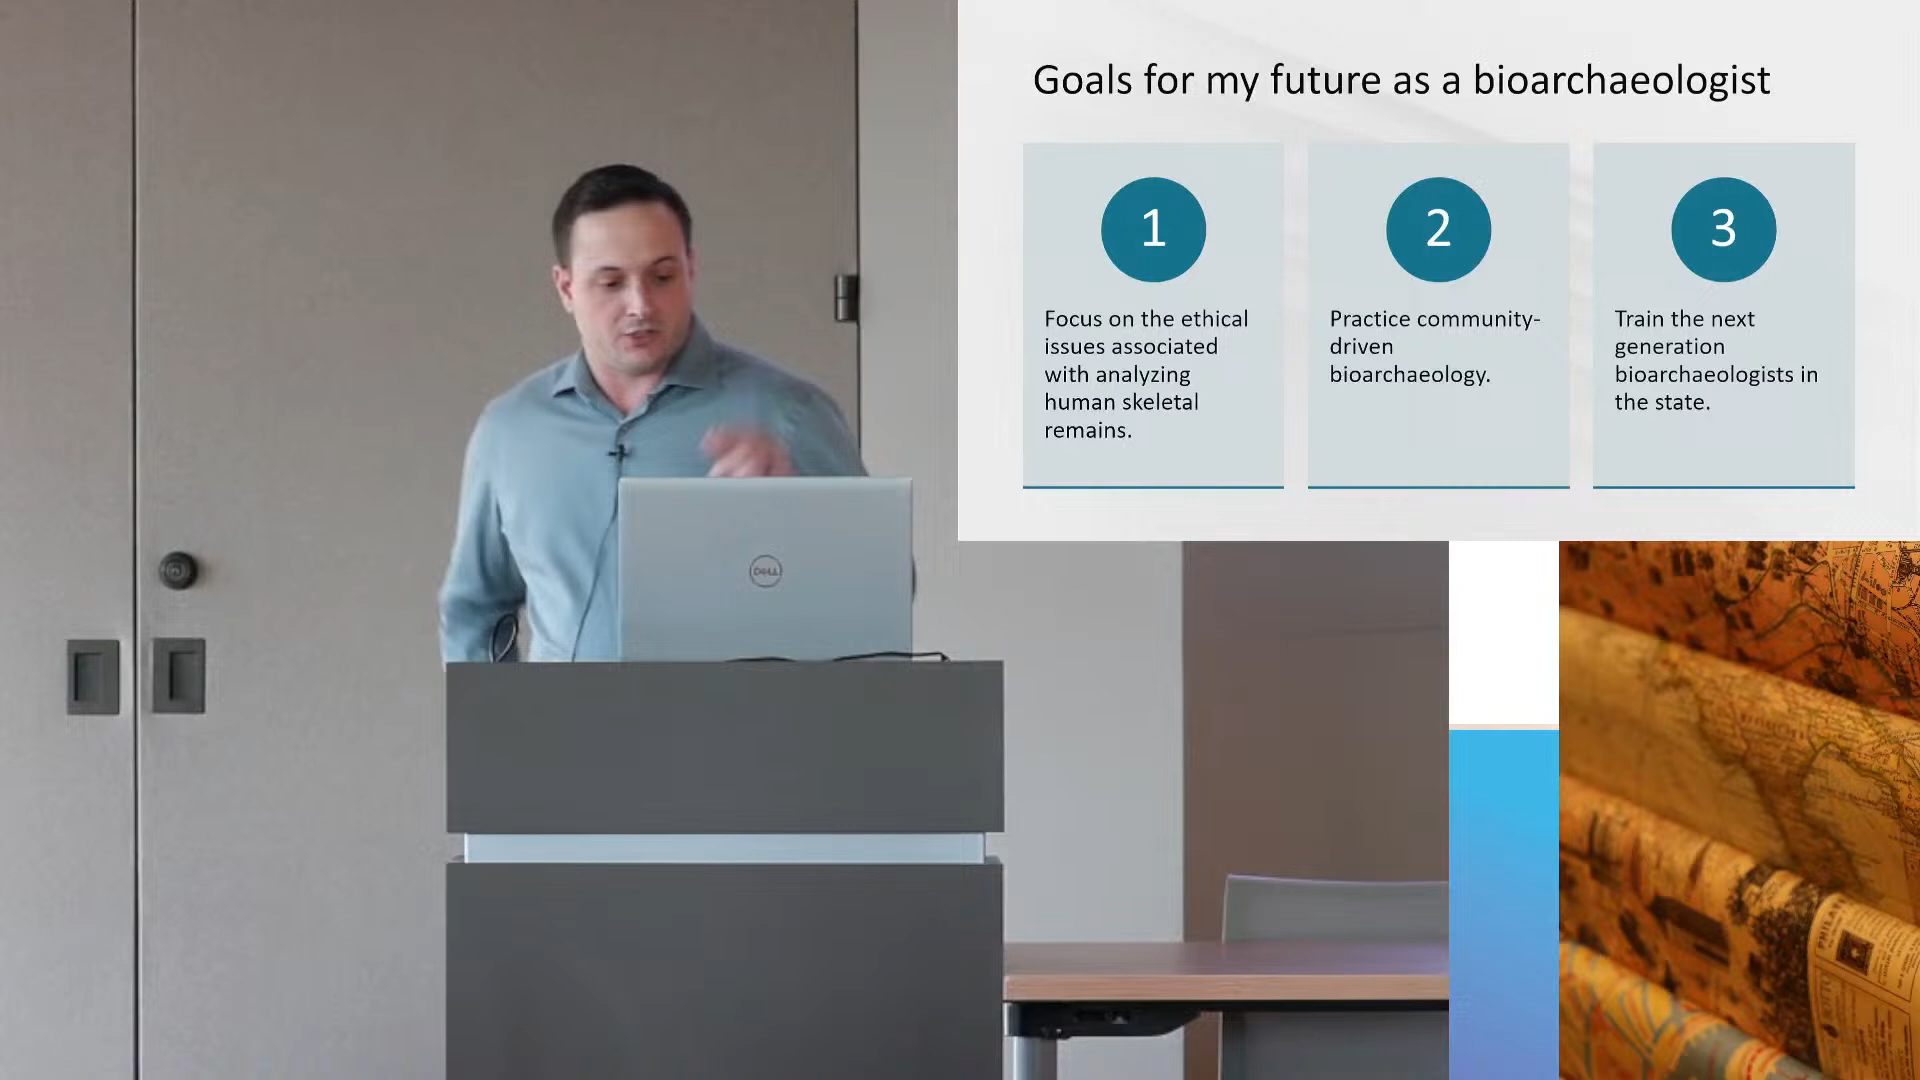 Goals for my future as a bioarchaeologist
1
Focus on the ethical
issues associated
with analyzing
human skeletal
remains.
2
Practice community-
driven
bioarchaeology.
3
Train the next
generation
bioarchaeologists in
the state.
DELL